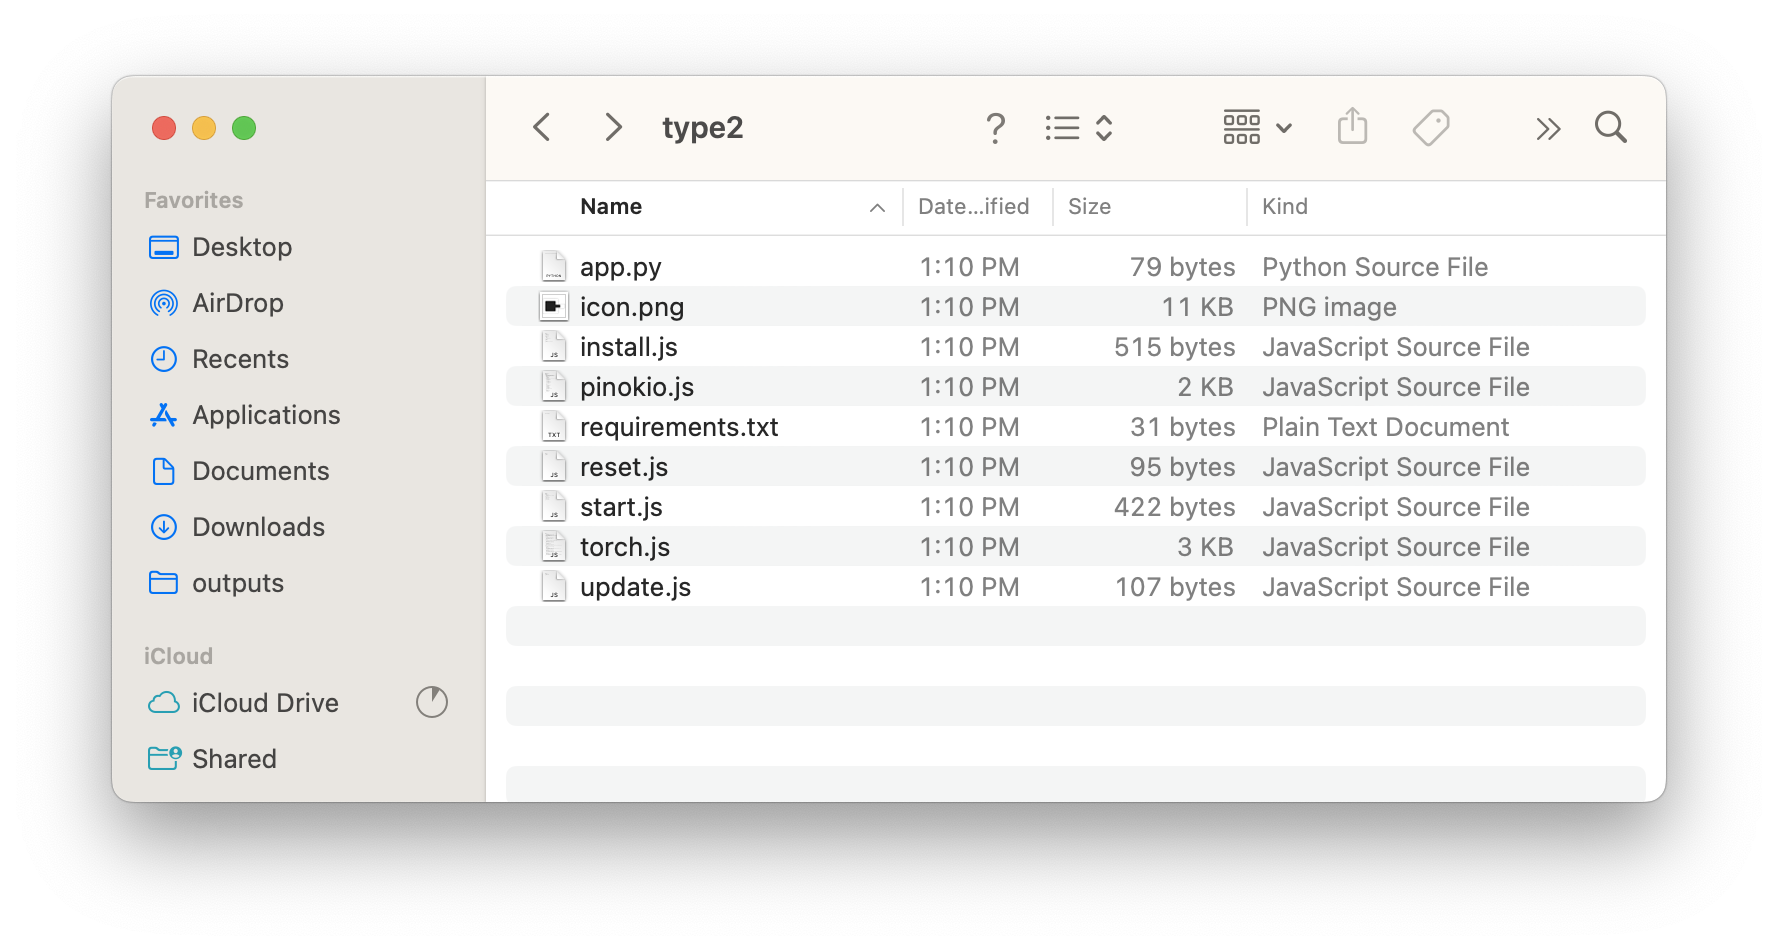 type2
Favorites
Desktop
AirDrop
Recents
Applications
Documents
Downloads
outputs
iCloud
iCloud Drive
Shared
Name Date...ified Size Kind
app.py 1:10 PM 79 bytes Python Source File
icon.png 1:10 PM 11 KB PNG image
install.js 1:10 PM 515 bytes JavaScript Source File
pinokio.js 1:10 PM 2 KB JavaScript Source File
requirements.txt 1:10 PM 31 bytes Plain Text Document
reset.js 1:10 PM 95 bytes JavaScript Source File
start.js 1:10 PM 422 bytes JavaScript Source File
torch.js 1:10 PM 3 KB JavaScript Source File
update.js 1:10 PM 107 bytes JavaScript Source File